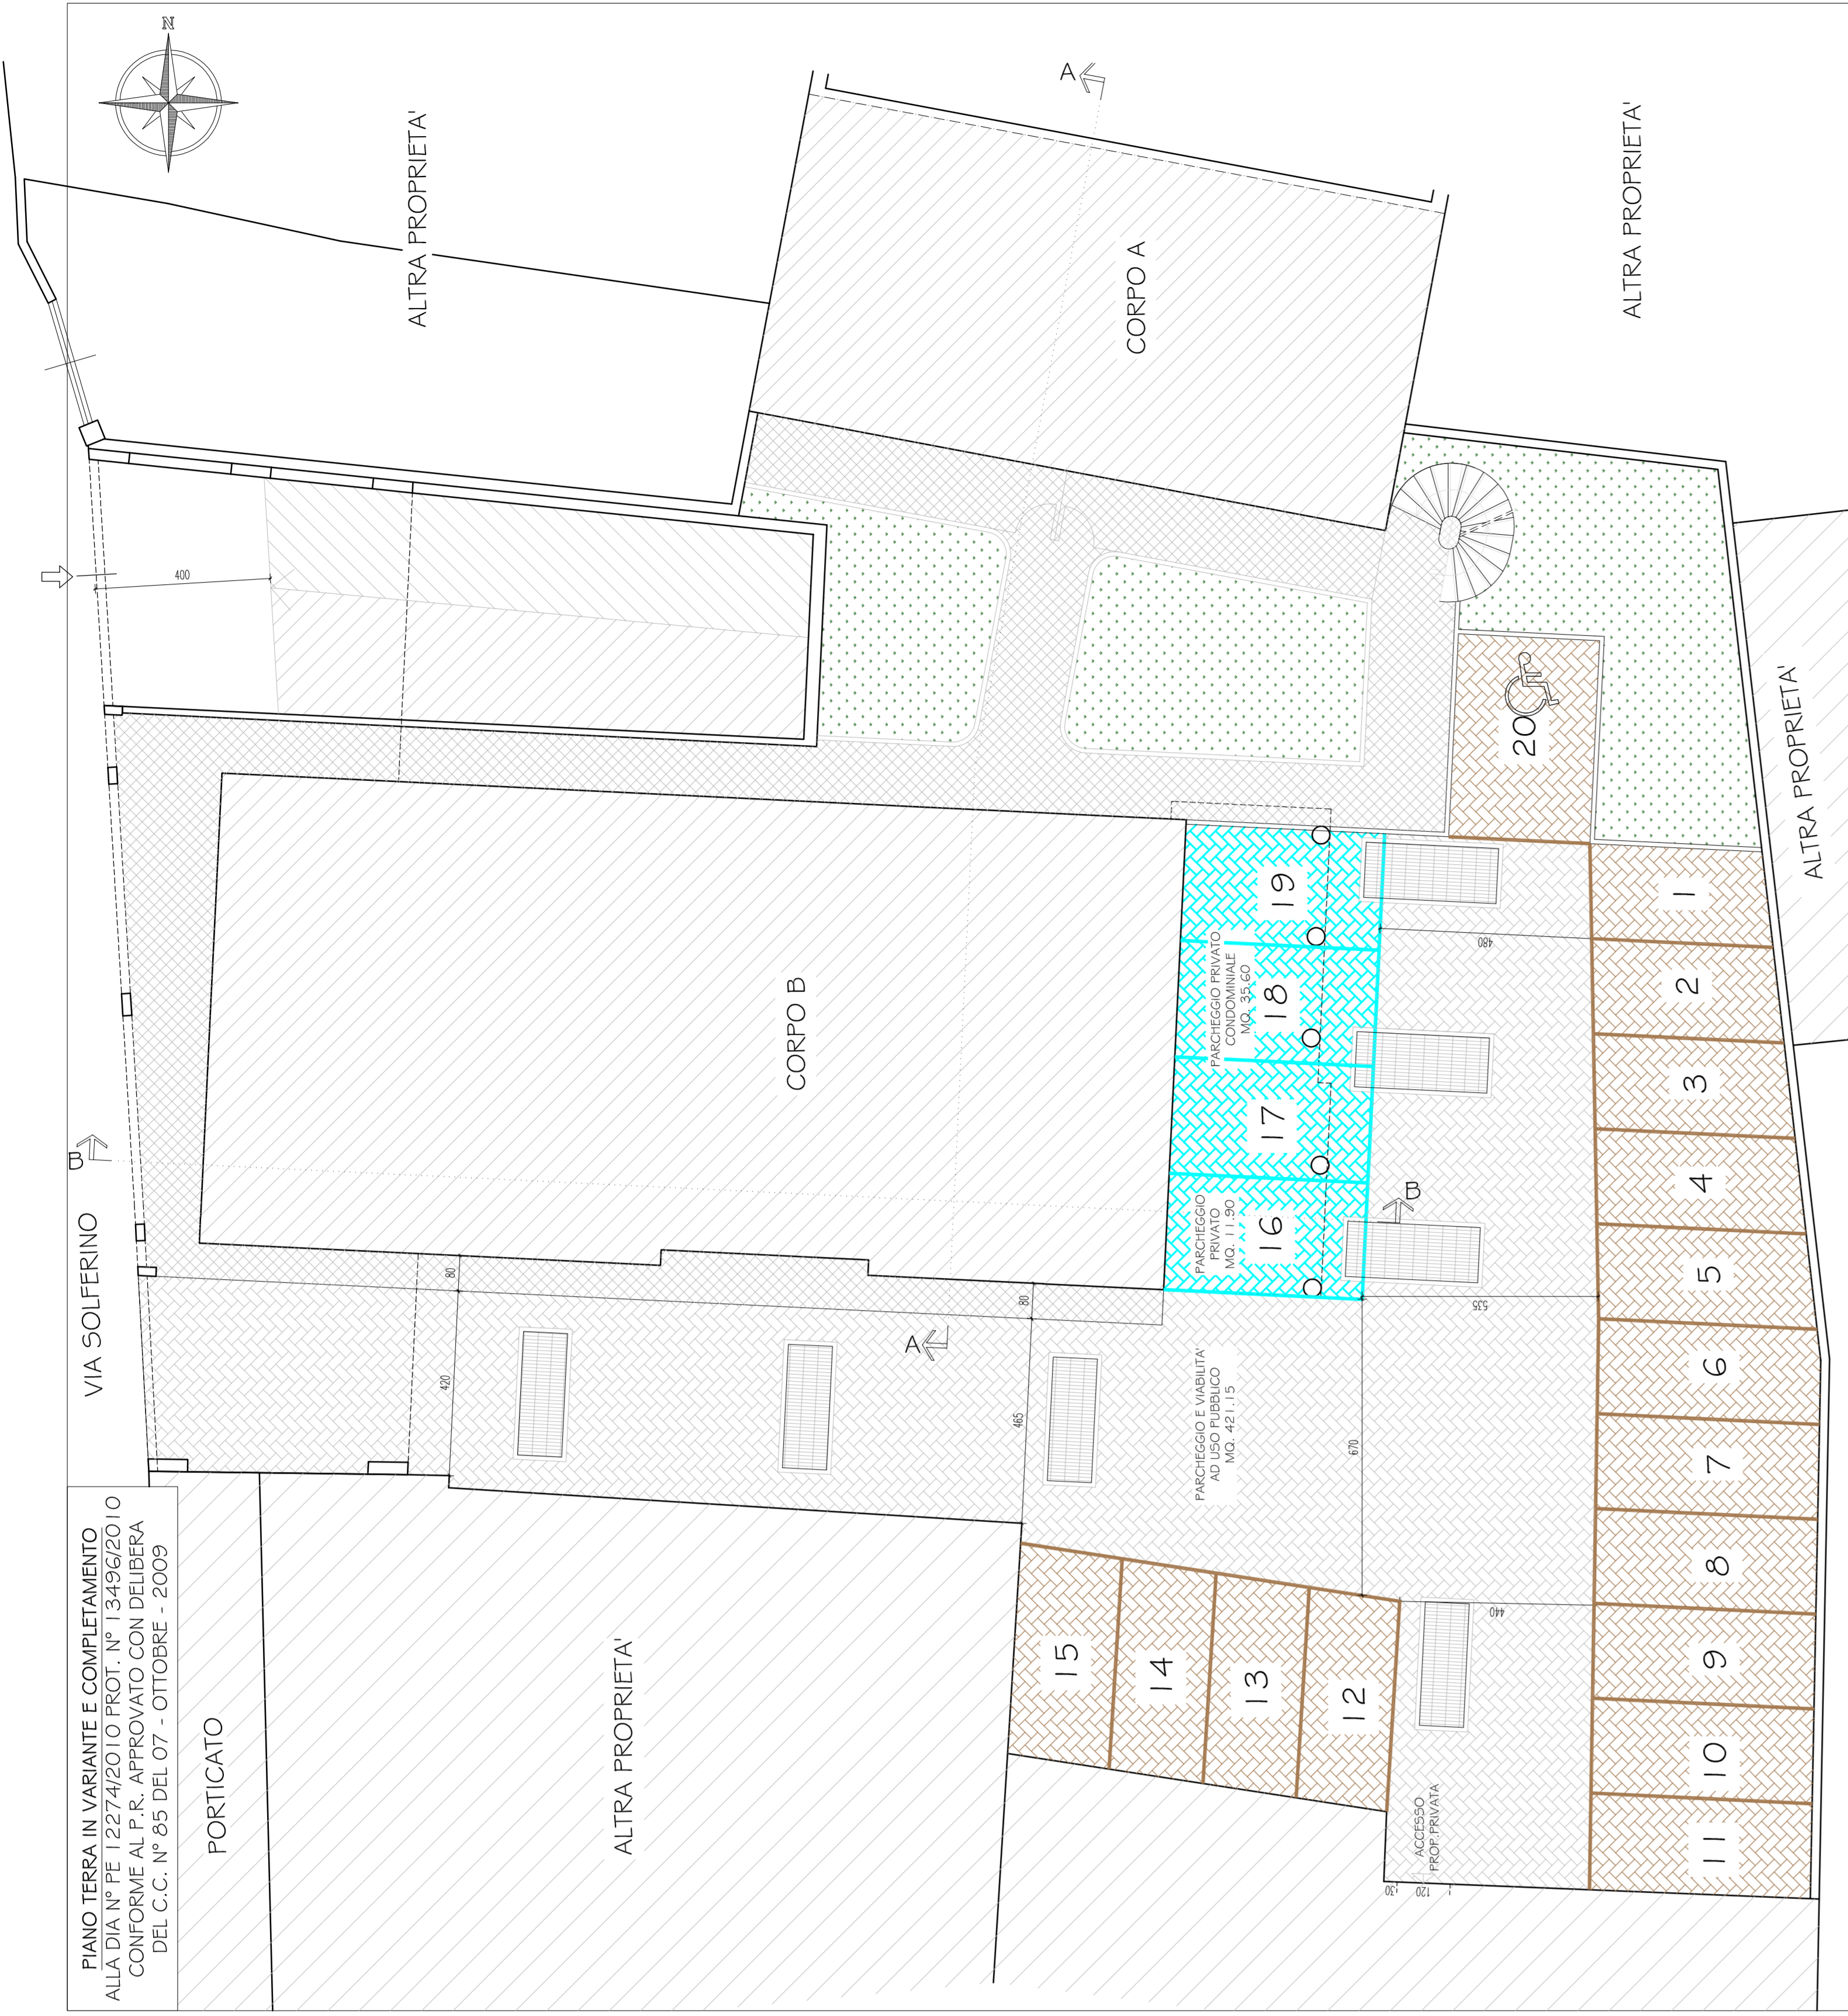 PIANO TERRA IN VARIANTE E COMPLETAMENTO
ALLA DIA N° PE 12274/2010 PROT. N° 13496/2010
CONFORME AL P.R. APPROVATO CON DELIBERA
DEL C.C. N° 85 DEL 07 - OTTOBRE - 2009
N
ALTRA PROPRIETA'
A
CORPO A
ALTRA PROPRIETA'
400
20
ALTRA PROPRIETA'
VIA SOLFERINO
B
CORPO B
PARCHEGGIO PRIVATO
CONDOMINIALE
MQ. 35.60
19
18
17
16
PARCHEGGIO
PRIVATO
MQ. 11.90
B
480
535
80
80
420
465
A
PARCHEGGIO E VIABILITA'
AD USO PUBBLICO
MQ. 421.15
670
440
PORTICATO
ALTRA PROPRIETA'
15
14
13
12
ACCESSO
PROP.PRIVATA
30
120
1
2
3
4
5
6
7
8
9
10
11